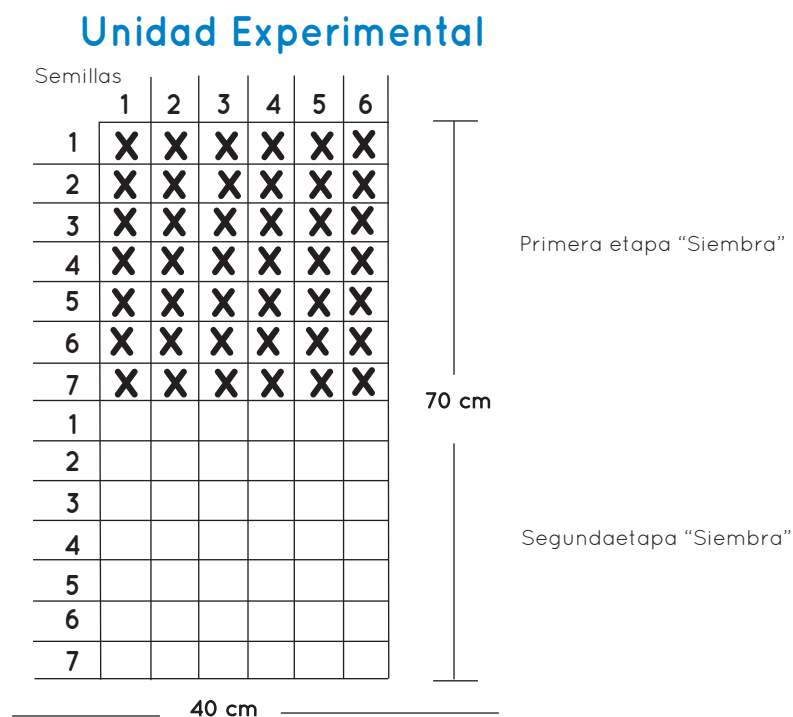 Unidad Experimental
Semillas
1 2 3 4 5 6
1 X X X X X X
2 X X X X X X
3 X X X X X X
4 X X X X X X
5 X X X X X X
6 X X X X X X
7 X X X X X X
1
2
3
4
5
6
7
Primera etapa “Siembra”
70 cm
Segundaetapa “Siembra”
40 cm